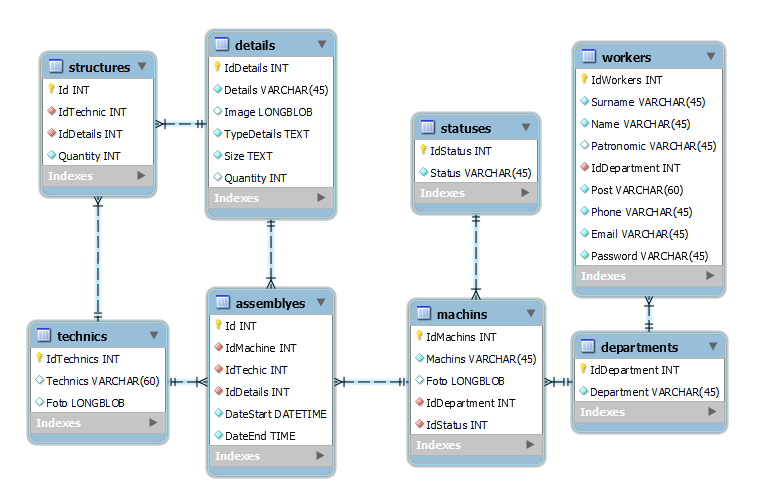 structures
Id INT
IdTechnic INT
IdDetails INT
Quantity INT
Indexes
details
IdDetails INT
Details VARCHAR(45)
Image LONGBLOB
TypeDetails TEXT
Size TEXT
Quantity INT
Indexes
statuses
IdStatus INT
Status VARCHAR(45)
Indexes
workers
IdWorkers INT
Surname VARCHAR(45)
Name VARCHAR(45)
Patronomic VARCHAR(45)
IdDepartment INT
Post VARCHAR(60)
Phone VARCHAR(45)
Email VARCHAR(45)
Password VARCHAR(45)
Indexes
technics
IdTechnics INT
Technics VARCHAR(60)
Foto LONGBLOB
Indexes
assemblyes
Id INT
IdMachine INT
IdTechic INT
IdDetails INT
DateStart DATETIME
DateEnd TIME
Indexes
machins
IdMachins INT
Machins VARCHAR(45)
Foto LONGBLOB
IdDepartment INT
IdStatus INT
Indexes
departments
IdDepartment INT
Department VARCHAR(45)
Indexes